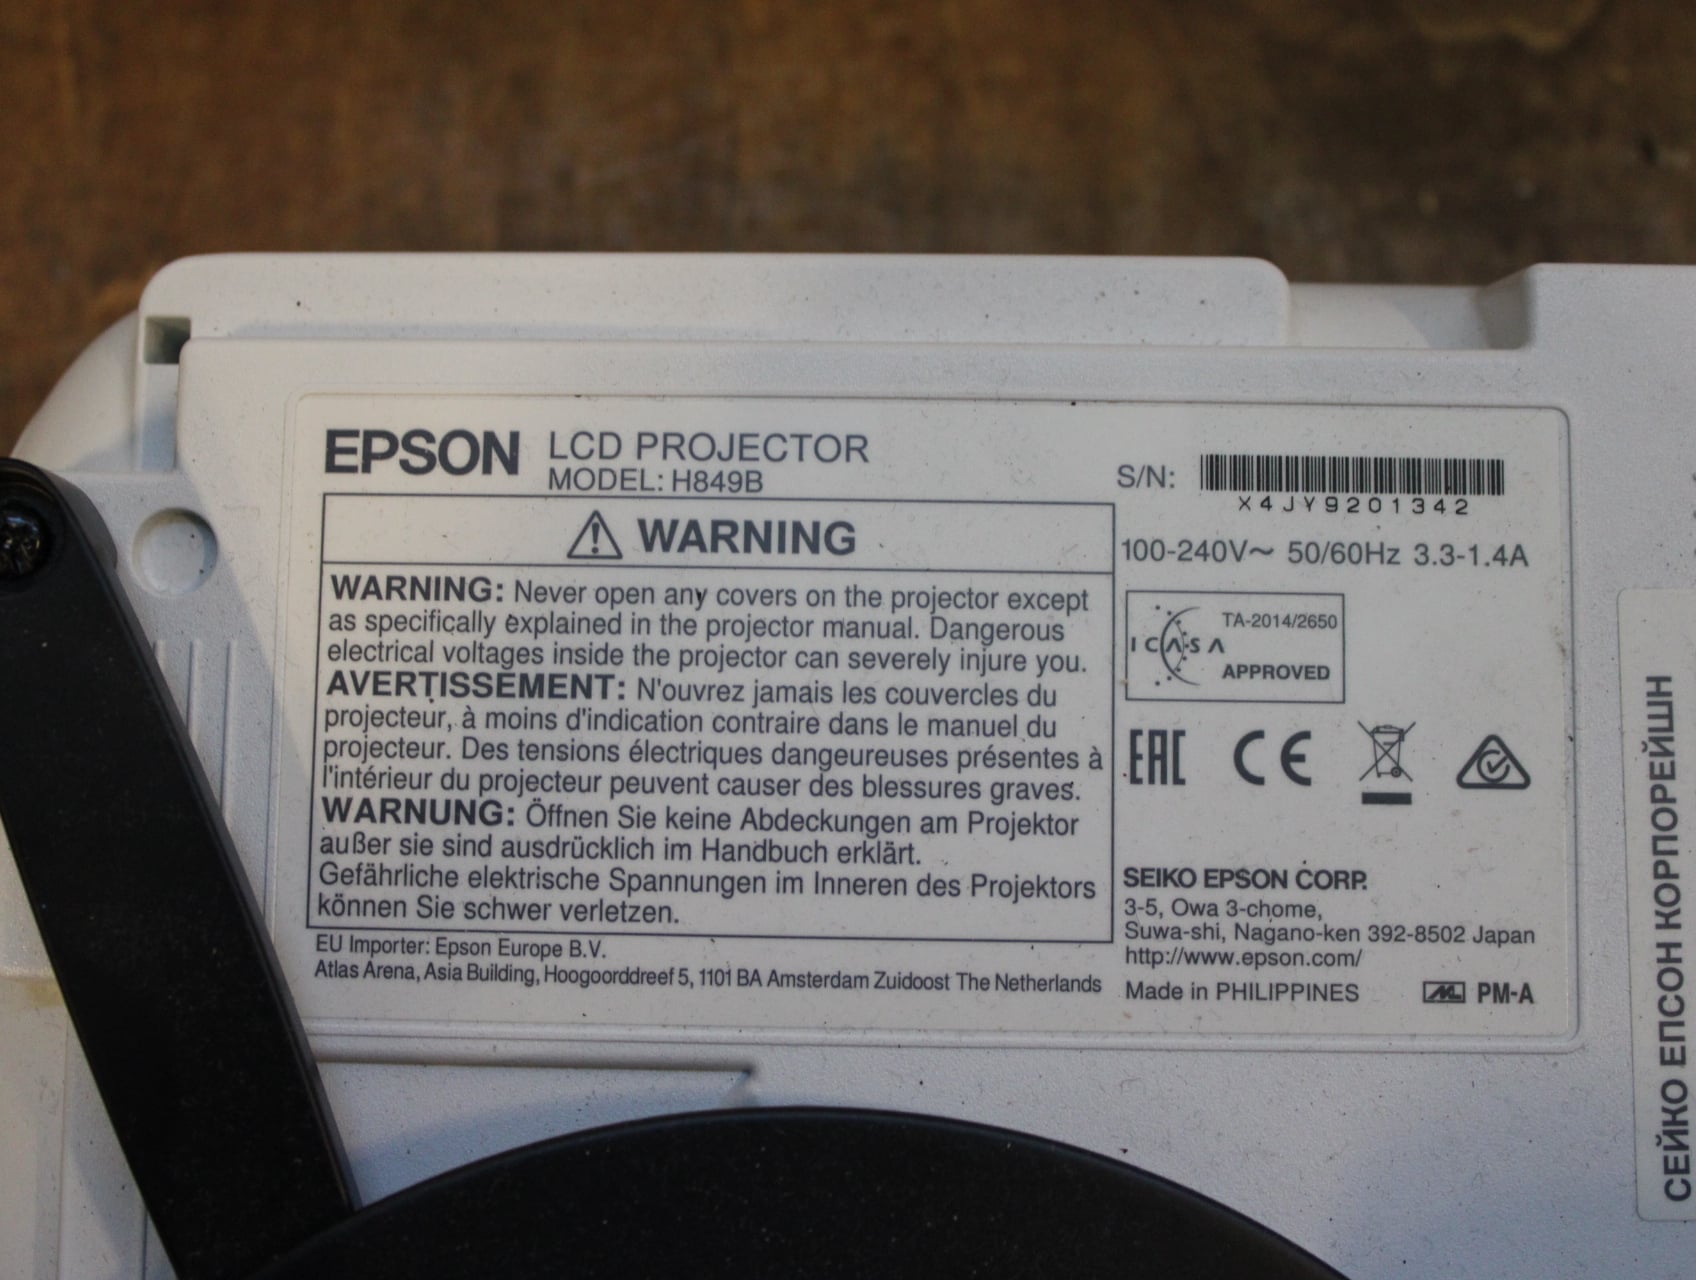 EPSON LCD PROJECTOR
MODEL: H849B
S/N:
X4JY9201342
100-240V~ 50/60Hz 3.3-1.4A
WARNING
WARNING: Never open any covers on the projector except
as specifically explained in the projector manual. Dangerous
electrical voltages inside the projector can severely injure you.
AVERTISSEMENT: N'ouvrez jamais les couvercles du
projecteur, à moins d'indication contraire dans le manuel du
projecteur. Des tensions électriques dangeureuses présentes à
l'intérieur du projecteur peuvent causer des blessures graves.
WARNUNG: Öffnen Sie keine Abdeckungen am Projektor
außer sie sind ausdrücklich im Handbuch erklärt.
Gefährliche elektrische Spannungen im Inneren des Projektors
können Sie schwer verletzen.
EU Importer: Epson Europe B.V.
Atlas Arena, Asia Building, Hoogoorddreef 5, 1101 BA Amsterdam Zuidoost The Netherlands
TA-2014/2650
ICASA
APPROVED
EAC CE
SEIKO EPSON CORP.
3-5, Owa 3-chome,
Suwa-shi, Nagano-ken 392-8502 Japan
http://www.epson.com/
Made in PHILIPPINES
ML PM-A
СЕЙКО ЕПСОН КОРПОРЕЙШН